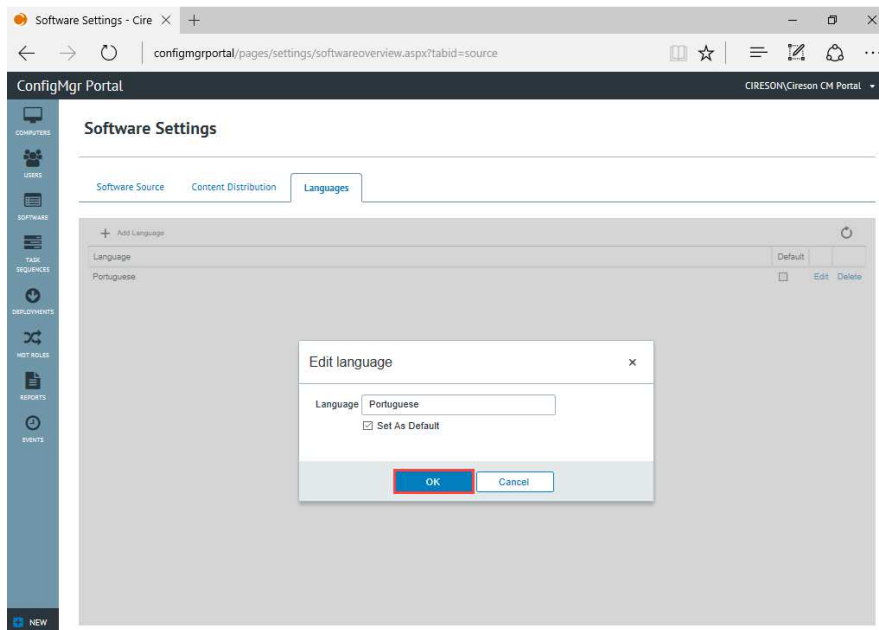 Software Settings - Cire
configmgrportal/pages/settings/softwareoverview.aspx?tabid=source
ConfigMgr Portal CIRESON\Cireson CM Portal
COMPUTERS
USERS
SOFTWARE
TASK
SEQUENCES
DEPLOYMENTS
MDT ROLES
REPORTS
EVENTS
NEW
Software Settings
Software Source Content Distribution Languages
Add Language
Language Default
Portuguese Edit Delete
Edit language
Language Portuguese
Set As Default
OK Cancel